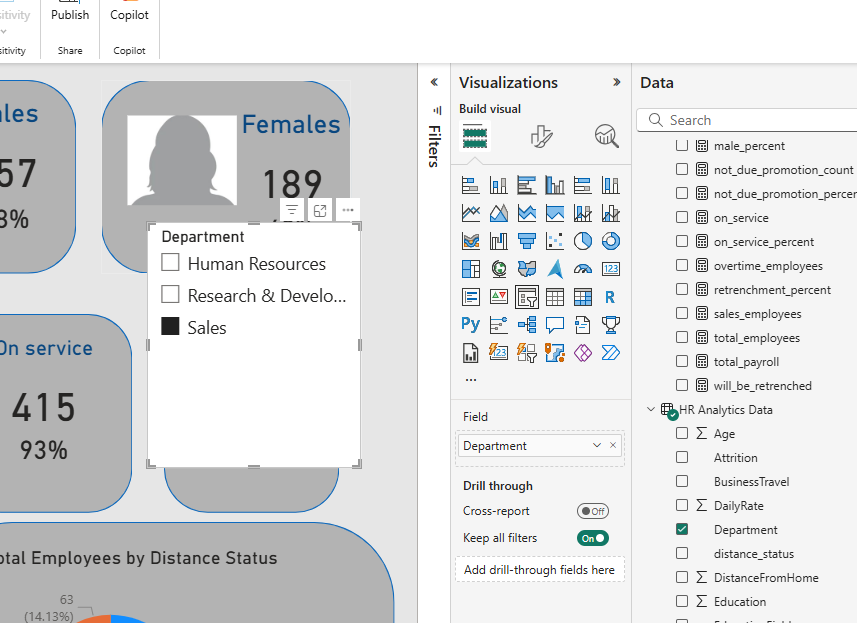 sitivity
Publish
Copilot
sitivity
Share
Copilot
ales
57
3%
Females
189
Department
Human Resources
Research & Develo...
Sales
On service
415
93%
otal Employees by Distance Status
63
(14.13%)
Filters
Visualizations
Build visual
Field
Department
Drill through
Cross-report
Off
Keep all filters
On
Add drill-through fields here
Data
Search
male_percent
not_due_promotion_count
not_due_promotion_percer
on_service
on_service_percent
overtime_employees
retrenchment_percent
sales_employees
total_employees
total_payroll
will_be_retrenched
HR Analytics Data
Age
Attrition
BusinessTravel
DailyRate
Department
distance_status
DistanceFromHome
Education